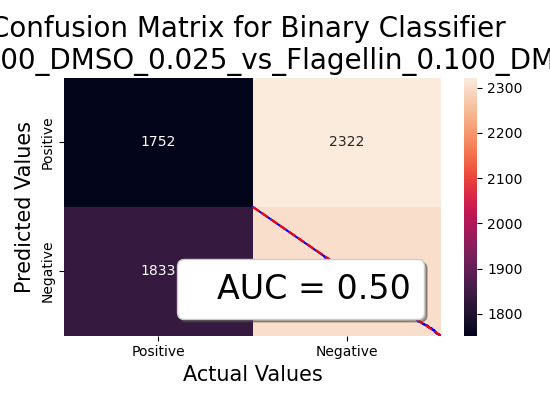 Confusion Matrix for Binary Classifier
00_DMSO_0.025_vs_Flagellin_0.100_DM
Predicted Values
Positive
Negative
1752
2322
1833
AUC = 0.50
Positive
Negative
Actual Values
2300
2200
2100
2000
1900
1800